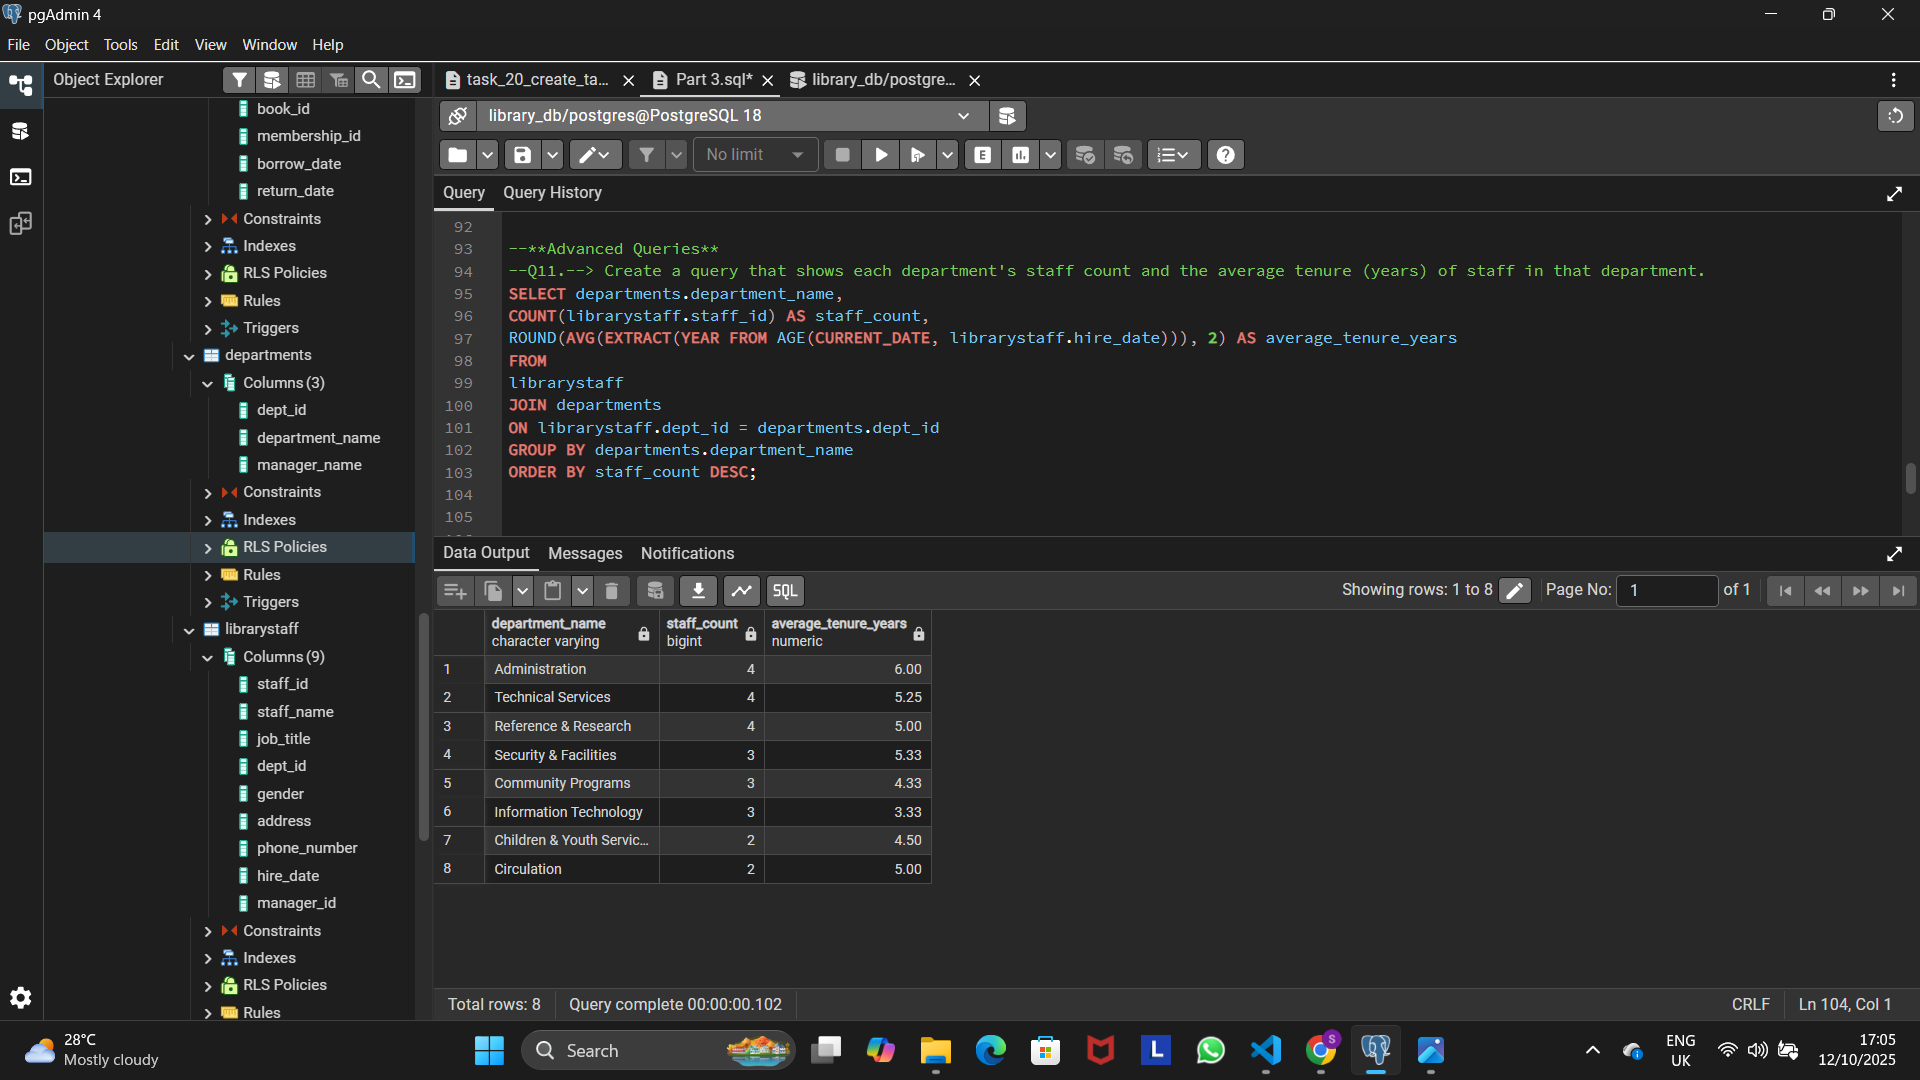 pgAdmin 4
File Object Tools Edit View Window Help
Object Explorer
task_20_create_ta... Part 3.sql* library_db/postgre...
library_db/postgres@PostgreSQL 18
No limit
E
Query Query History
book_id
membership_id
borrow_date
return_date
Constraints
Indexes
RLS Policies
Rules
Triggers
departments
Columns (3)
dept_id
department_name
manager_name
Constraints
Indexes
RLS Policies
Rules
Triggers
librarystaff
Columns (9)
staff_id
staff_name
job_title
dept_id
gender
address
phone_number
hire_date
manager_id
Constraints
Indexes
RLS Policies
Rules
92
93 --**Advanced Queries**
94 --Q11.--> Create a query that shows each department's staff count and the average tenure (years) of staff in that department.
95 SELECT departments.department_name,
96 COUNT(librarystaff.staff_id) AS staff_count,
97 ROUND(AVG(EXTRACT(YEAR FROM AGE(CURRENT_DATE, librarystaff.hire_date))), 2) AS average_tenure_years
98 FROM
99 librarystaff
100 JOIN departments
101 ON librarystaff.dept_id = departments.dept_id
102 GROUP BY departments.department_name
103 ORDER BY staff_count DESC;
104
105
Data Output Messages Notifications
SQL
Showing rows: 1 to 8 Page No: 1 of 1
department_name staff_count average_tenure_years
character varying bigint numeric
1 Administration 4 6.00
2 Technical Services 4 5.25
3 Reference & Research 4 5.00
4 Security & Facilities 3 5.33
5 Community Programs 3 4.33
6 Information Technology 3 3.33
7 Children & Youth Servic... 2 4.50
8 Circulation 2 5.00
Total rows: 8 Query complete 00:00:00.102
CRLF Ln 104, Col 1
28°C
Mostly cloudy
Search
L
S
ENG
UK
17:05
12/10/2025